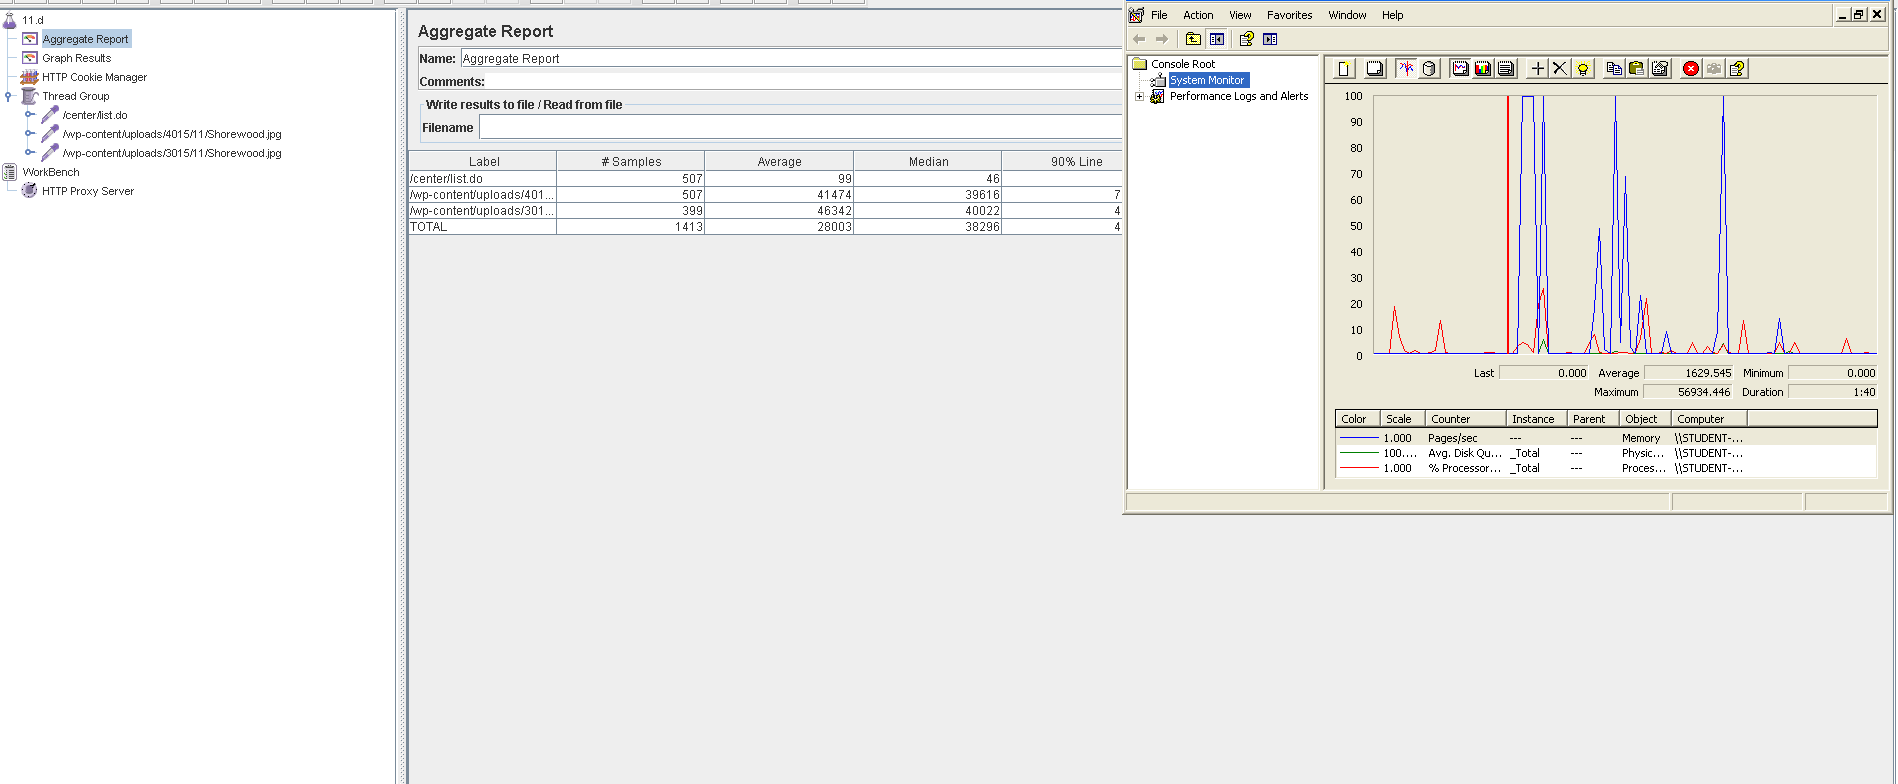 11.d
Aggregate Report
Graph Results
HTTP Cookie Manager
Thread Group
/center/list.do
/wp-content/uploads/4015/11/Shorewood.jpg
/wp-content/uploads/3015/11/Shorewood.jpg
WorkBench
HTTP Proxy Server
Aggregate Report
Name: Aggregate Report
Comments:
Write results to file / Read from file
Filename
Label # Samples Average Median 90% Line
/center/list.do 507 99 46
/wp-content/uploads/401... 507 41474 39616 7
/wp-content/uploads/301... 399 46342 40022 4
TOTAL 1413 28003 38296 4
File Action View Favorites Window Help
Console Root
System Monitor
Performance Logs and Alerts
100
90
80
70
60
50
40
30
20
10
0
Last 0.000 Average 1629.545 Minimum 0.000
Maximum 56934.446 Duration 1:40
Color Scale Counter Instance Parent Object Computer
1.000 Pages/sec --- --- Memory \\STUDENT-...
100.... Avg. Disk Qu... _Total --- Physic... \\STUDENT-...
1.000 % Processor... _Total --- Proces... \\STUDENT-...